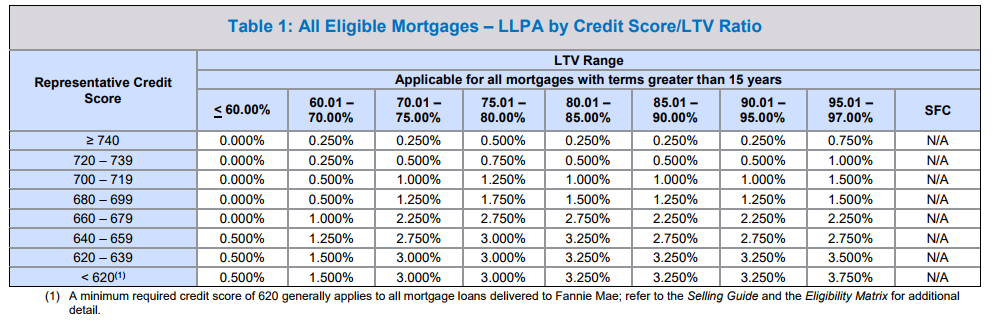 Table 1: All Eligible Mortgages – LLPA by Credit Score/LTV Ratio
Representative Credit Score
LTV Range
Applicable for all mortgages with terms greater than 15 years
≤ 60.00% 60.01 – 70.00% 70.01 – 75.00% 75.01 – 80.00% 80.01 – 85.00% 85.01 – 90.00% 90.01 – 95.00% 95.01 – 97.00% SFC
≥ 740 0.000% 0.250% 0.250% 0.500% 0.250% 0.250% 0.250% 0.750% N/A
720 – 739 0.000% 0.250% 0.500% 0.750% 0.500% 0.500% 0.500% 1.000% N/A
700 – 719 0.000% 0.500% 1.000% 1.250% 1.000% 1.000% 1.000% 1.500% N/A
680 – 699 0.000% 0.500% 1.250% 1.750% 1.500% 1.250% 1.250% 1.500% N/A
660 – 679 0.000% 1.000% 2.250% 2.750% 2.750% 2.250% 2.250% 2.250% N/A
640 – 659 0.500% 1.250% 2.750% 3.000% 3.250% 2.750% 2.750% 2.750% N/A
620 – 639 0.500% 1.500% 3.000% 3.000% 3.250% 3.250% 3.250% 3.500% N/A
< 620(1) 0.500% 1.500% 3.000% 3.000% 3.250% 3.250% 3.250% 3.750% N/A
(1) A minimum required credit score of 620 generally applies to all mortgage loans delivered to Fannie Mae; refer to the Selling Guide and the Eligibility Matrix for additional
detail.